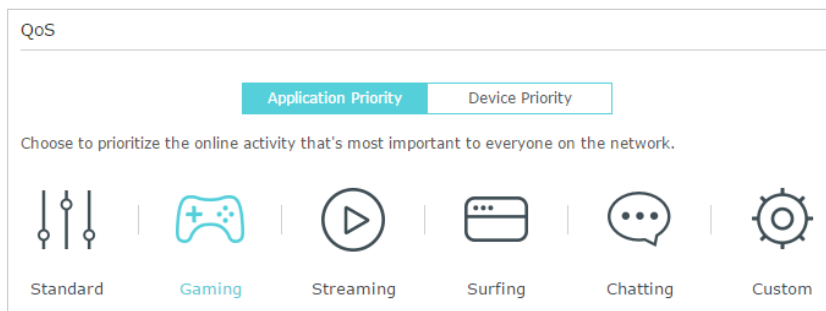 QoS
Application Priority
Device Priority
Choose to prioritize the online activity that's most important to everyone on the network.
Standard
Gaming
Streaming
Surfing
Chatting
Custom